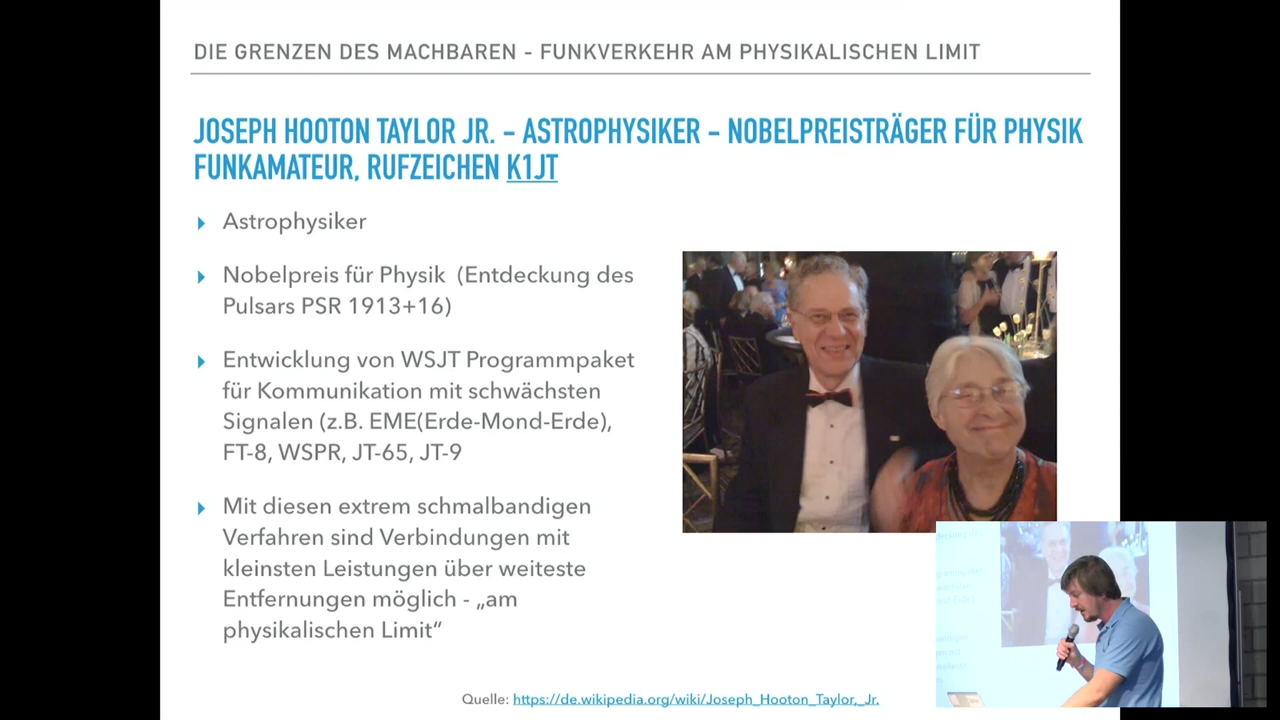 DIE GRENZEN DES MACHBAREN - FUNKVERKEHR AM PHYSIKALISCHEN LIMIT
JOSEPH HOOTON TAYLOR JR. - ASTROPHYSIKER - NOBELPREISTRÄGER FÜR PHYSIK
FUNKAMATEUR, RUFZEICHEN K1JT
Astrophysiker
Nobelpreis für Physik (Entdeckung des
Pulsars PSR 1913+16)
Entwicklung von WSJT Programmpaket
für Kommunikation mit schwächsten
Signalen (z.B. EME(Erde-Mond-Erde),
FT-8, WSPR, JT-65, JT-9
Mit diesen extrem schmalbandigen
Verfahren sind Verbindungen mit
kleinsten Leistungen über weiteste
Entfernungen möglich - „am
physikalischen Limit“
Quelle: https://de.wikipedia.org/wiki/Joseph_Hooton_Taylor,_Jr.